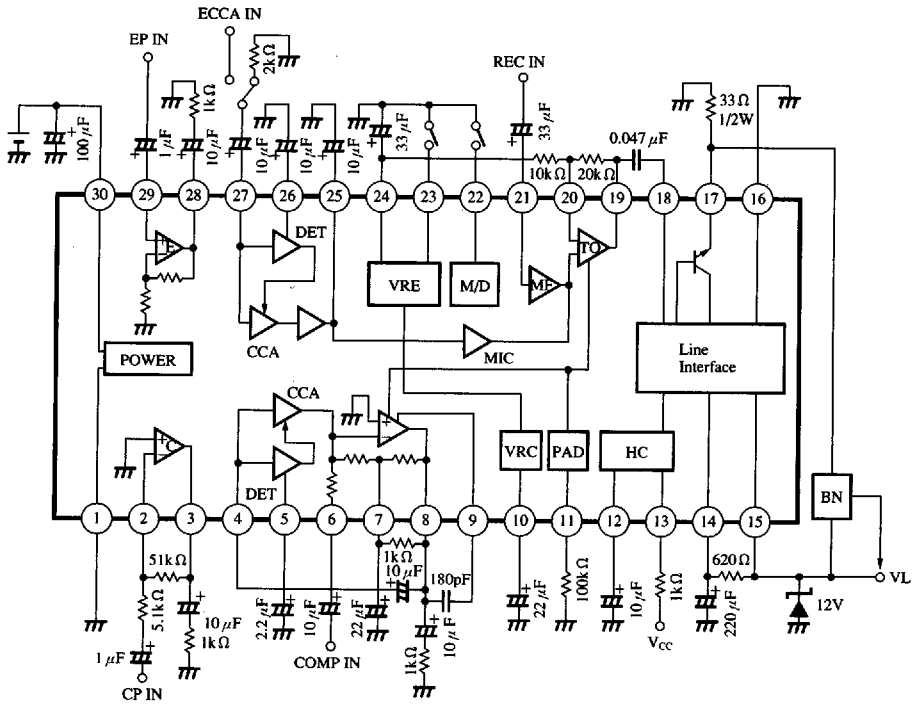 ECCA IN
EP IN
REC IN
2kΩ
1kΩ
33Ω
1/2W
100μF
1μF
10μF
10μF
10μF
10μF
33μF
33μF
0.047μF
10kΩ
20kΩ
30
29
28
27
26
25
24
23
22
21
20
19
18
17
16
E
DET
VRE
M/D
MF
TO
CCA
MIC
Line
Interface
POWER
CCA
C
DET
VRC
PAD
HC
BN
1
2
3
4
5
6
7
8
9
10
11
12
13
14
15
51kΩ
1kΩ
10μF
180pF
620Ω
VL
5.1kΩ
10μF
1kΩ
2.2μF
10μF
22μF
10μF
22μF
100kΩ
10μF
1kΩ
220μF
12V
1μF
1kΩ
CP IN
COMP IN
VCC